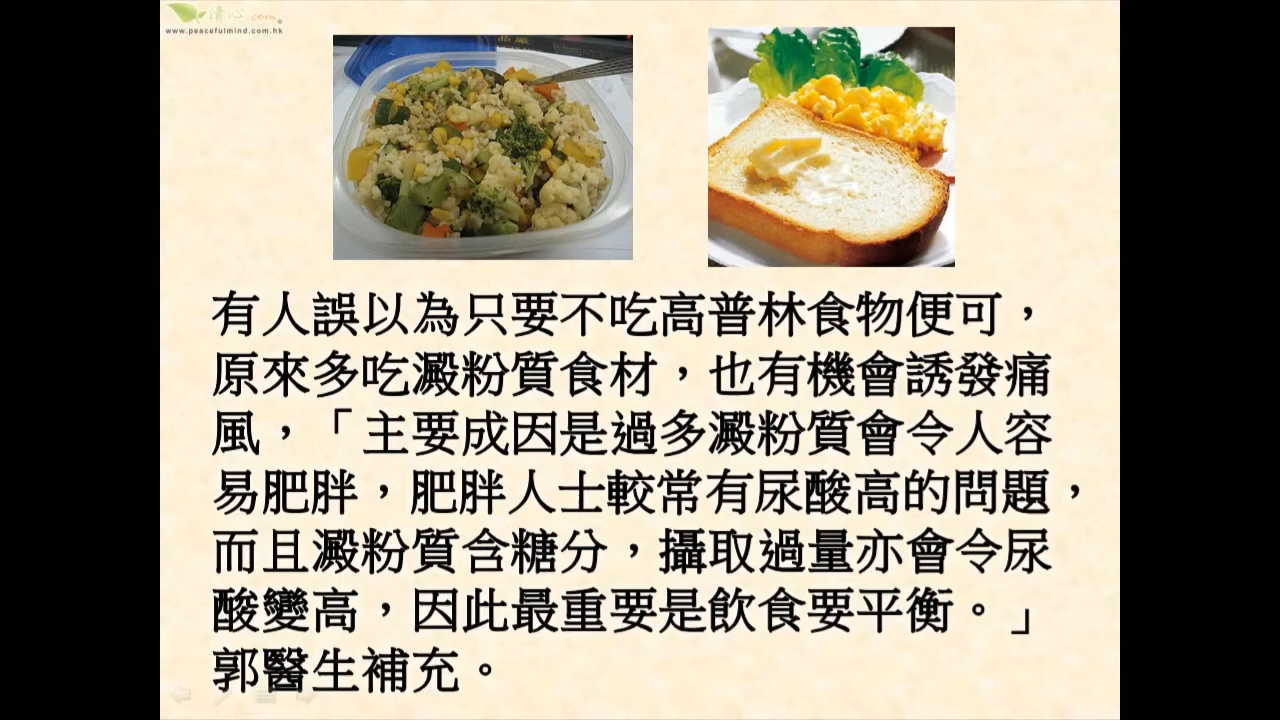 清心.com
www.peacefulmind.com.hk
有人誤以為只要不吃高普林食物便可，
原來多吃澱粉質食材，也有機會誘發痛
風，「主要成因是過多澱粉質會令人容
易肥胖，肥胖人士較常有尿酸高的問題，
而且澱粉質含糖分，攝取過量亦會令尿
酸變高，因此最重要是飲食要平衡。」
郭醫生補充。